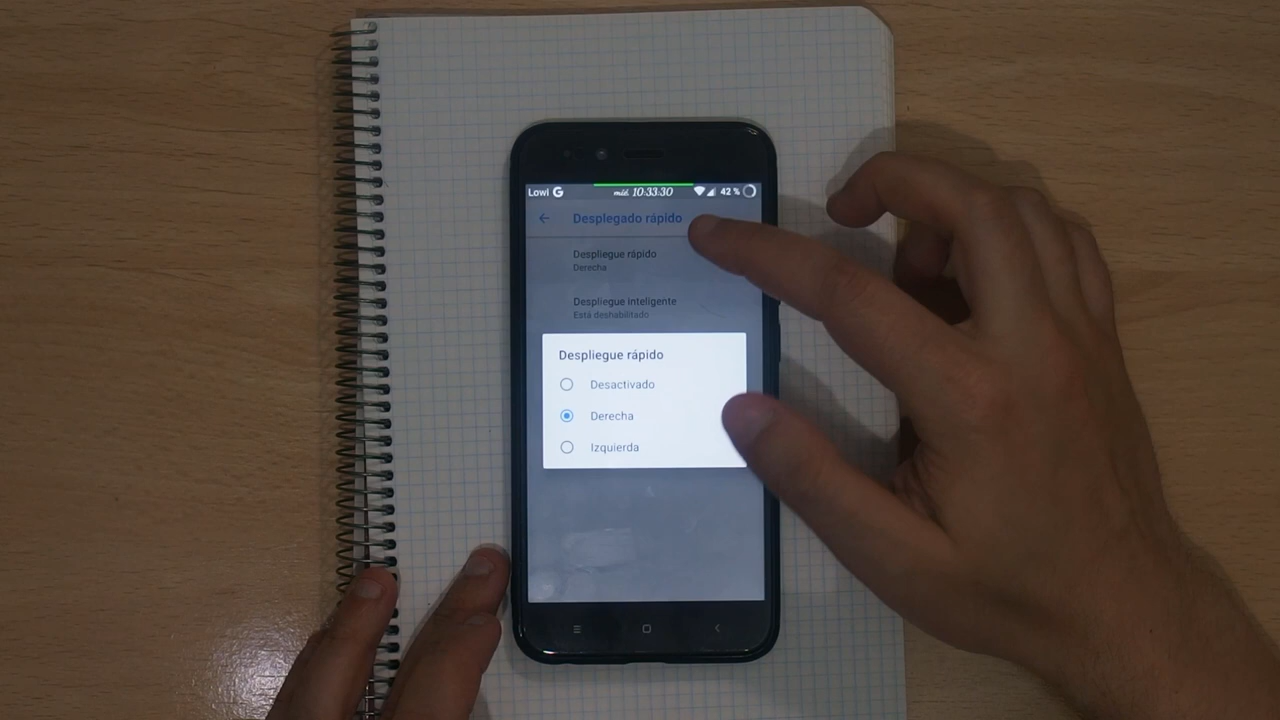 Lowi G mié. 10:33:30 42 %
Desplegado rápido
Despliegue rápido
Derecha
Despliegue Inteligente
Está deshabilitado
Despliegue rápido
Desactivado
Derecha
Izquierda